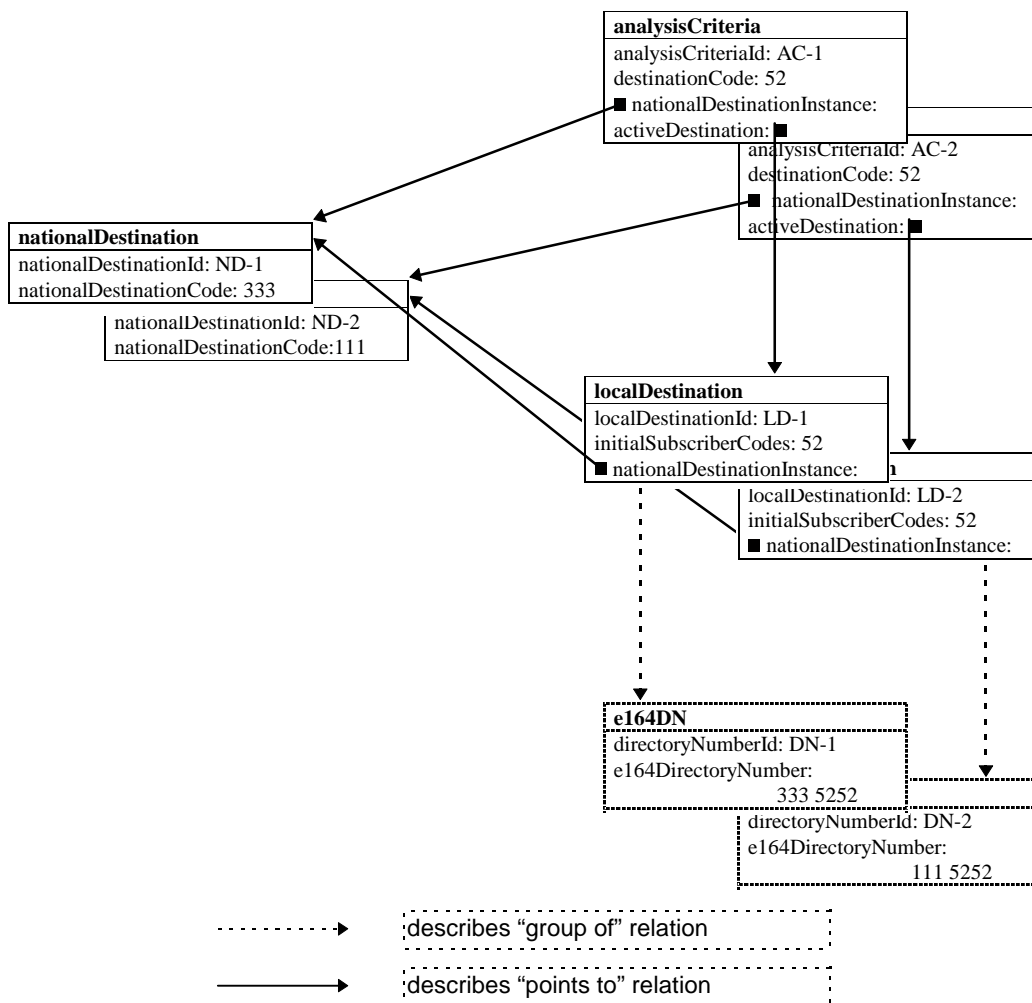 analysisCriteria
analysisCriteriaId: AC-1
destinationCode: 52
nationalDestinationInstance:
activeDestination:
analysisCriteriaId: AC-2
destinationCode: 52
nationalDestinationInstance:
activeDestination:
nationalDestination
nationalDestinationId: ND-1
nationalDestinationCode: 333
nationalDestinationId: ND-2
nationalDestinationCode:111
localDestination
localDestinationId: LD-1
initialSubscriberCodes: 52
nationalDestinationInstance:
localDestinationId: LD-2
initialSubscriberCodes: 52
nationalDestinationInstance:
e164DN
directoryNumberId: DN-1
e164DirectoryNumber:
333 5252
directoryNumberId: DN-2
e164DirectoryNumber:
111 5252
describes “group of” relation
describes “points to” relation